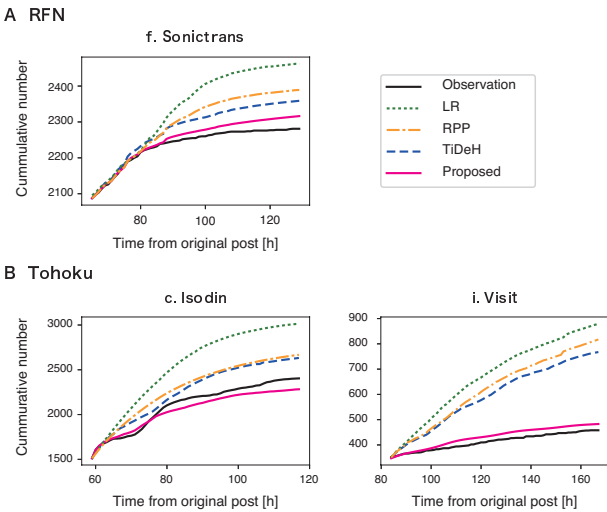 A RFN
f. Sonictrans
Cummulative number
2400
2300
2200
2100
80
100
120
Time from original post [h]
Observation
LR
RPP
TiDeH
Proposed
B Tohoku
c. Isodin
Cummurative number
3000
2500
2000
1500
60
80
100
120
Time from original post [h]
i. Visit
900
800
700
600
500
400
80
100
120
140
160
Time from original post [h]